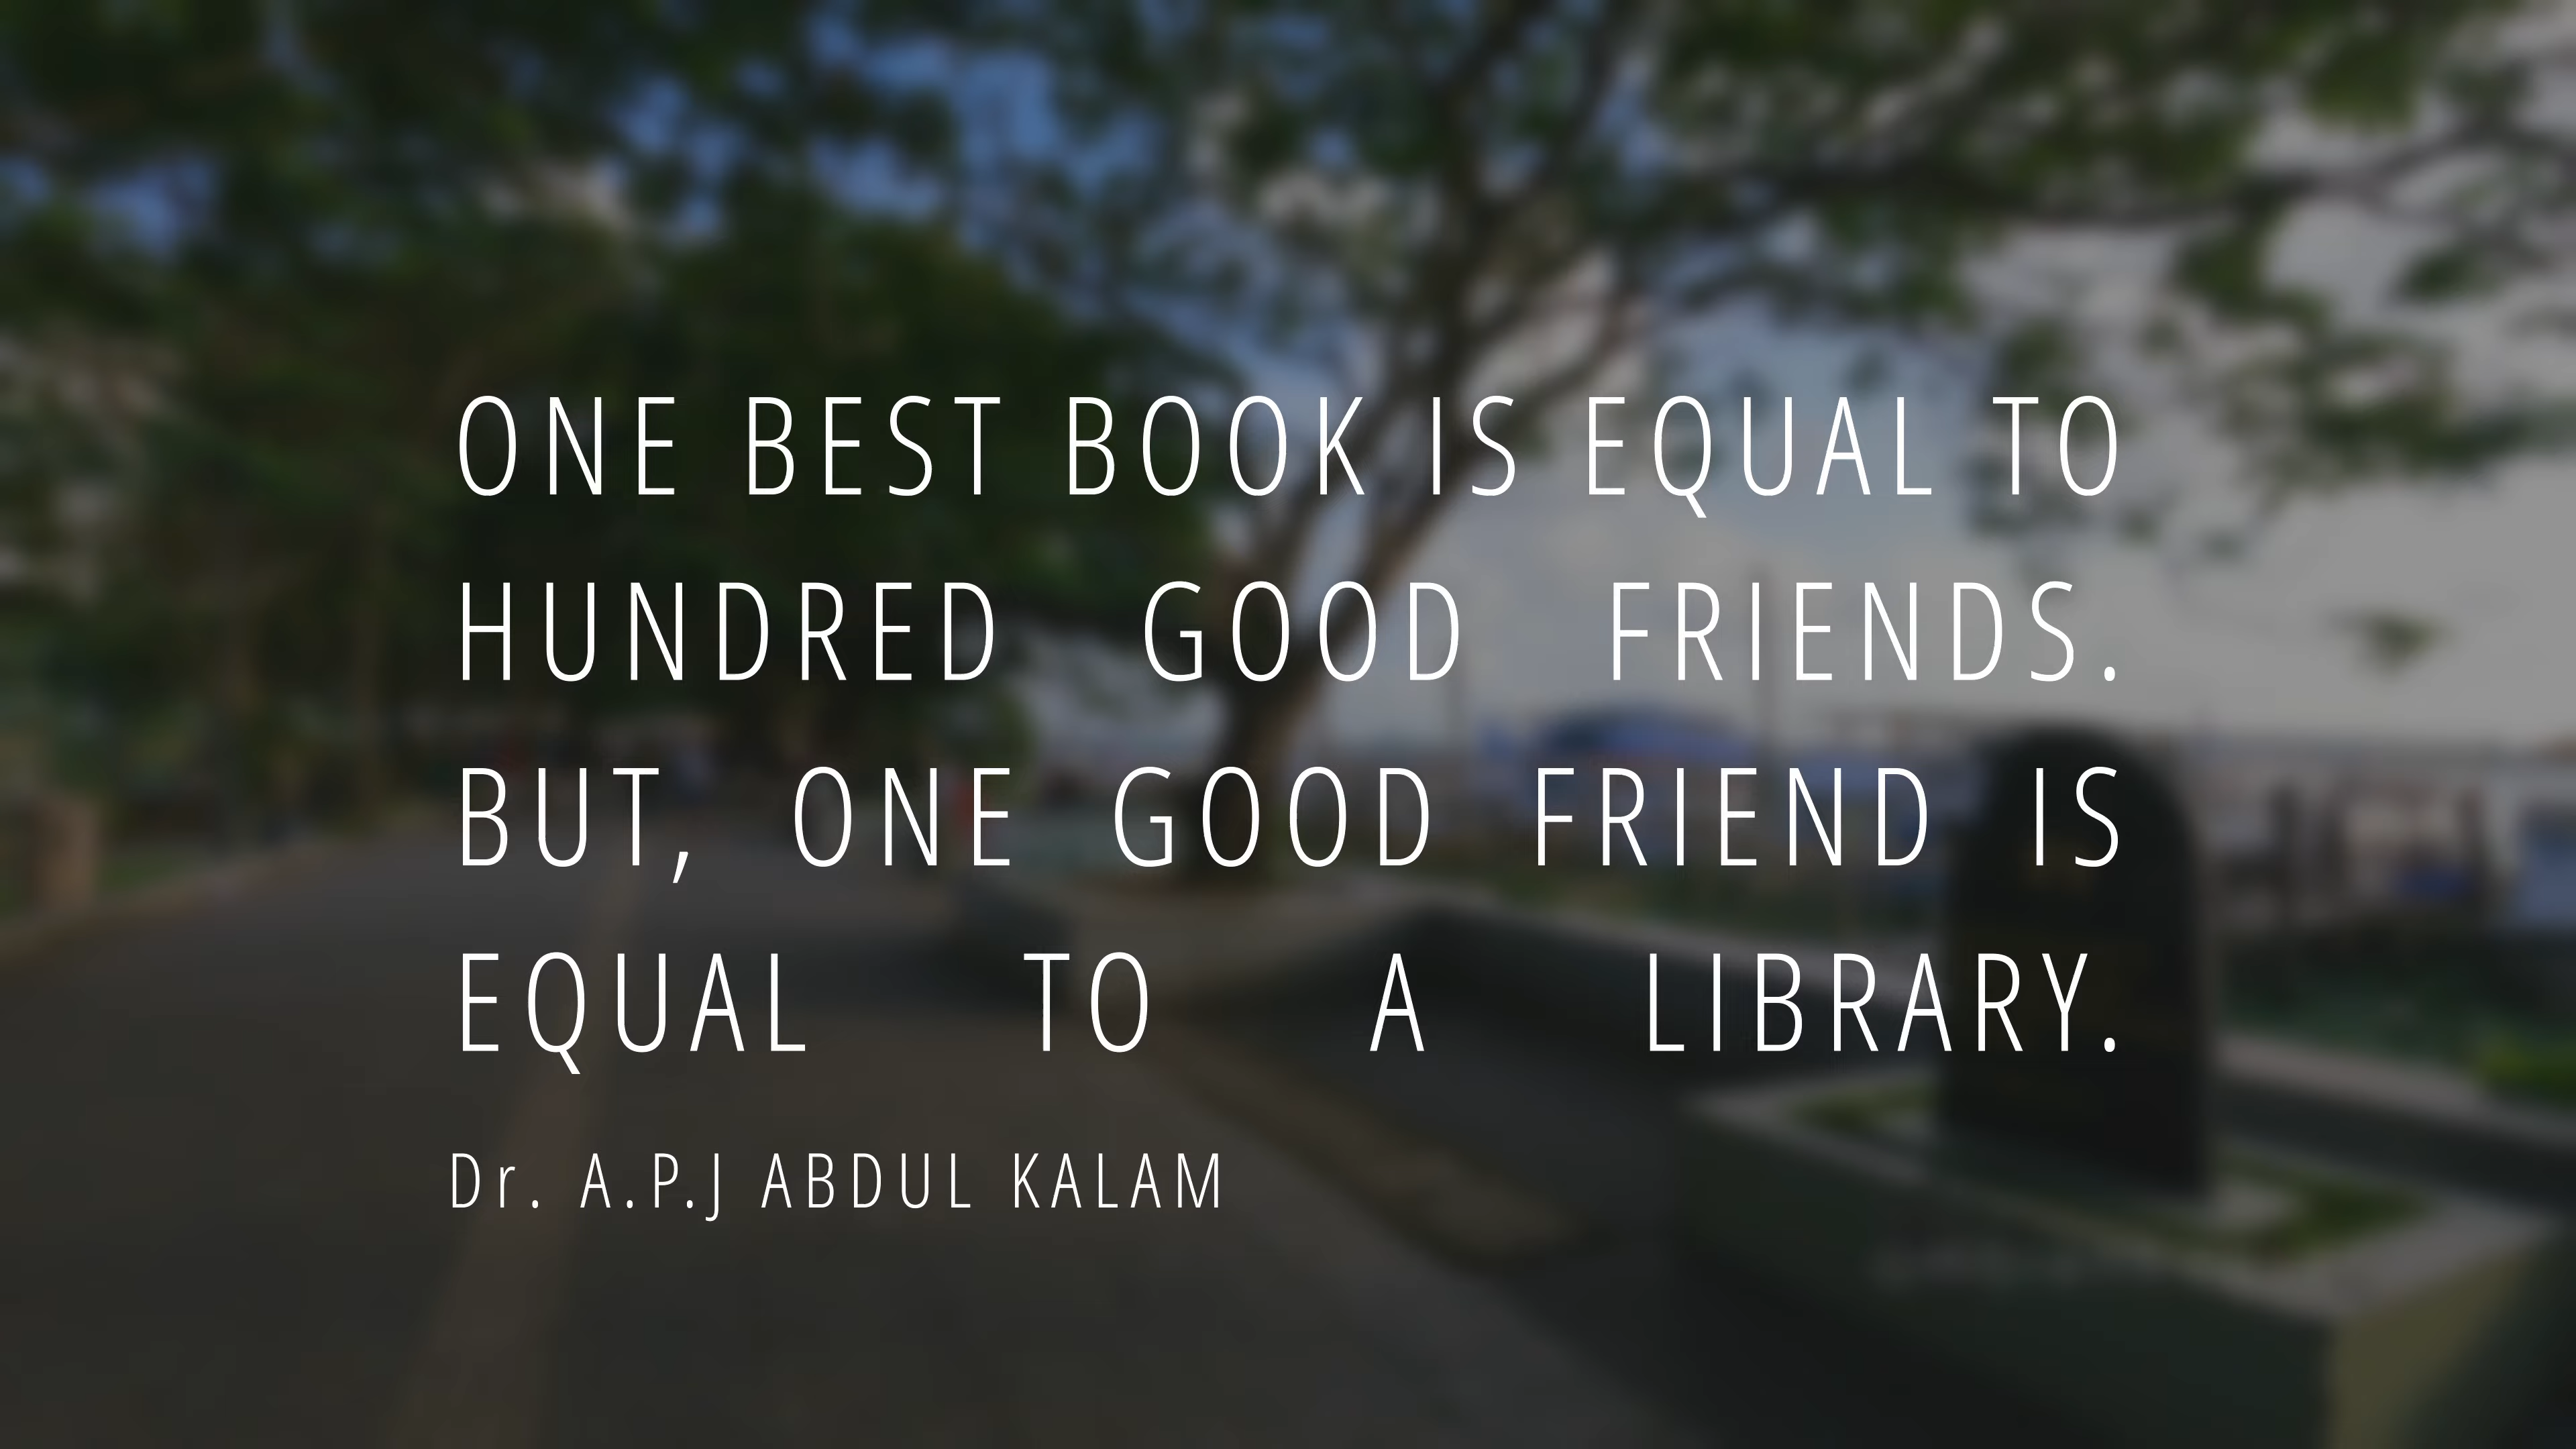 ONE BEST BOOK IS EQUAL TO
HUNDRED GOOD FRIENDS.
BUT, ONE GOOD FRIEND IS
EQUAL TO A LIBRARY.
Dr. A.P.J ABDUL KALAM